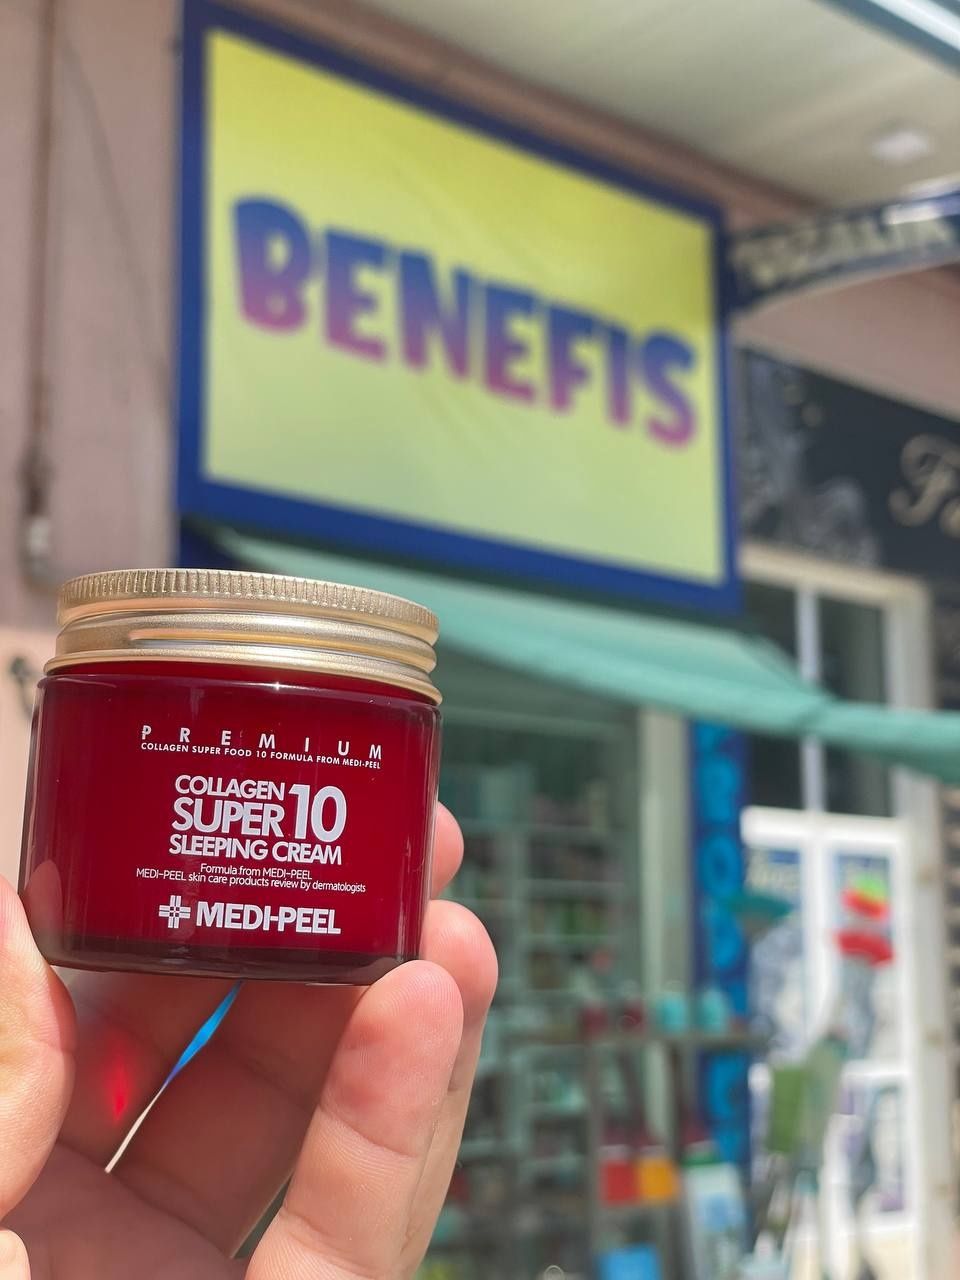 BENEFIS
PREMIUM
COLLAGEN SUPER FOOD 10 FORMULA FROM MEDI-PEEL
COLLAGEN
SUPER 10
SLEEPING CREAM
Formula from MEDI-PEEL
MEDI-PEEL skin care products review by dermatologists
MEDI-PEEL